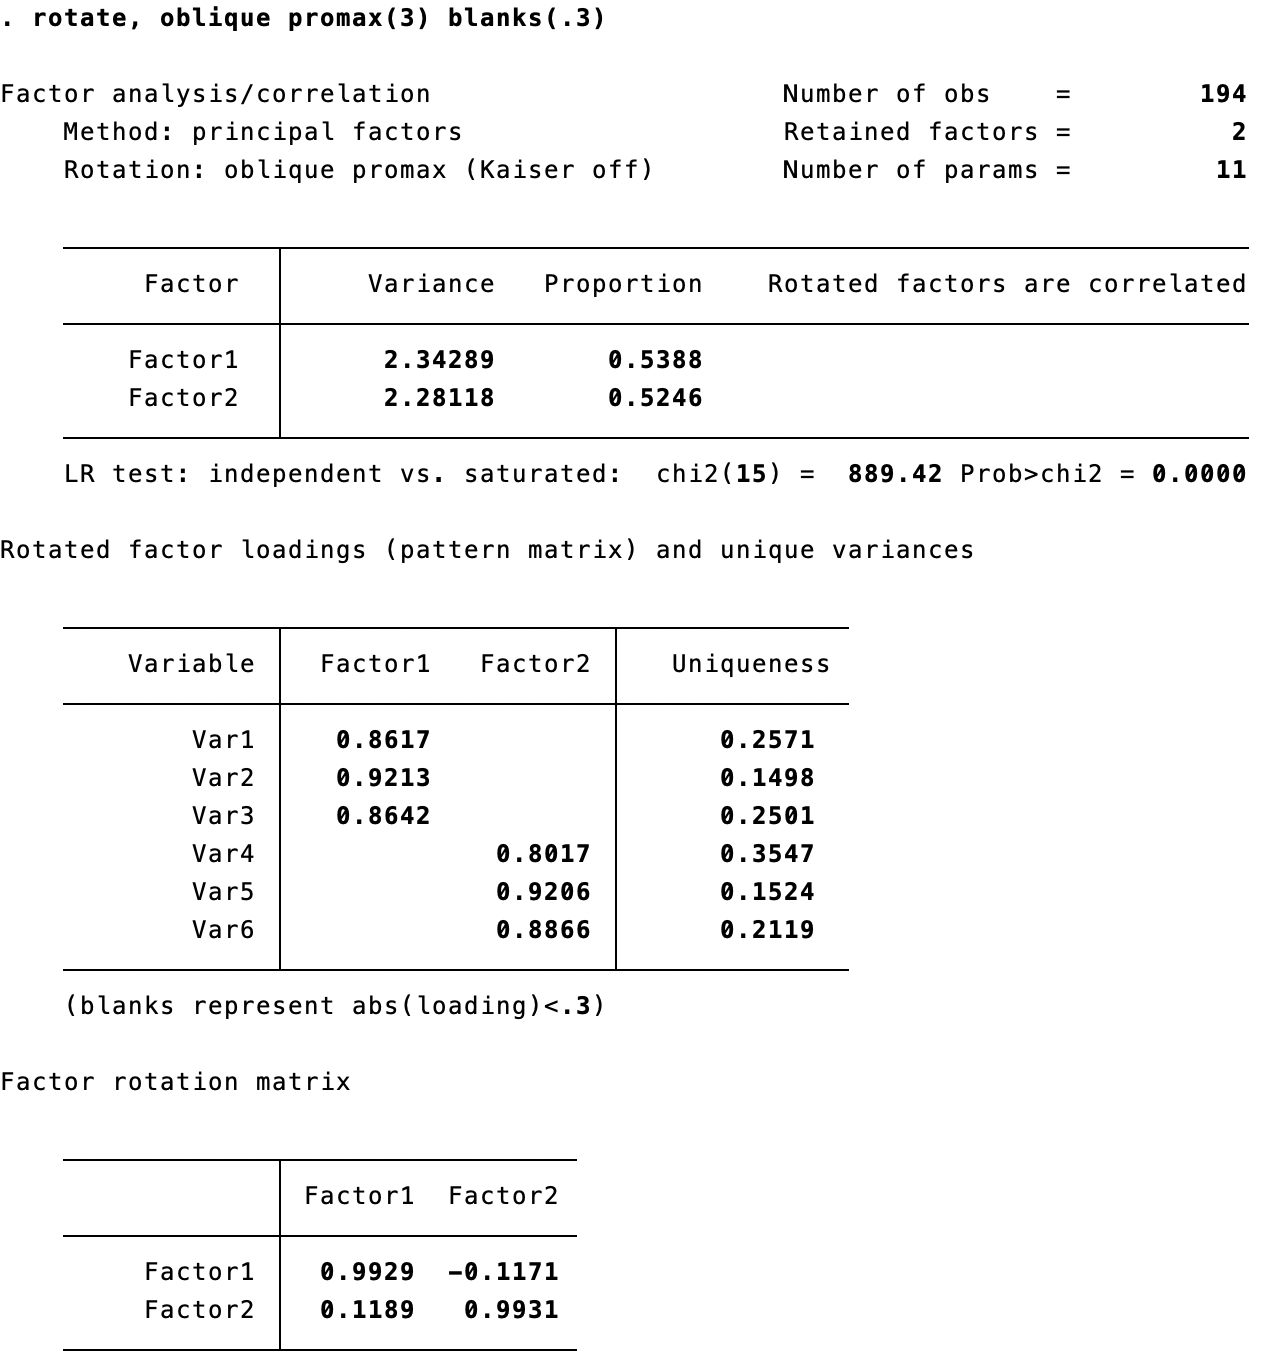 . rotate, oblique promax(3) blanks(.3)
Factor analysis/correlation Number of obs = 194
Method: principal factors Retained factors = 2
Rotation: oblique promax (Kaiser off) Number of params = 11
Factor Variance Proportion Rotated factors are correlated
Factor1 2.34289 0.5388
Factor2 2.28118 0.5246
LR test: independent vs. saturated: chi2(15) = 889.42 Prob>chi2 = 0.0000
Rotated factor loadings (pattern matrix) and unique variances
Variable Factor1 Factor2 Uniqueness
Var1 0.8617 0.2571
Var2 0.9213 0.1498
Var3 0.8642 0.2501
Var4 0.8017 0.3547
Var5 0.9206 0.1524
Var6 0.8866 0.2119
(blanks represent abs(loading)<.3)
Factor rotation matrix
Factor1 Factor2
Factor1 0.9929 -0.1171
Factor2 0.1189 0.9931